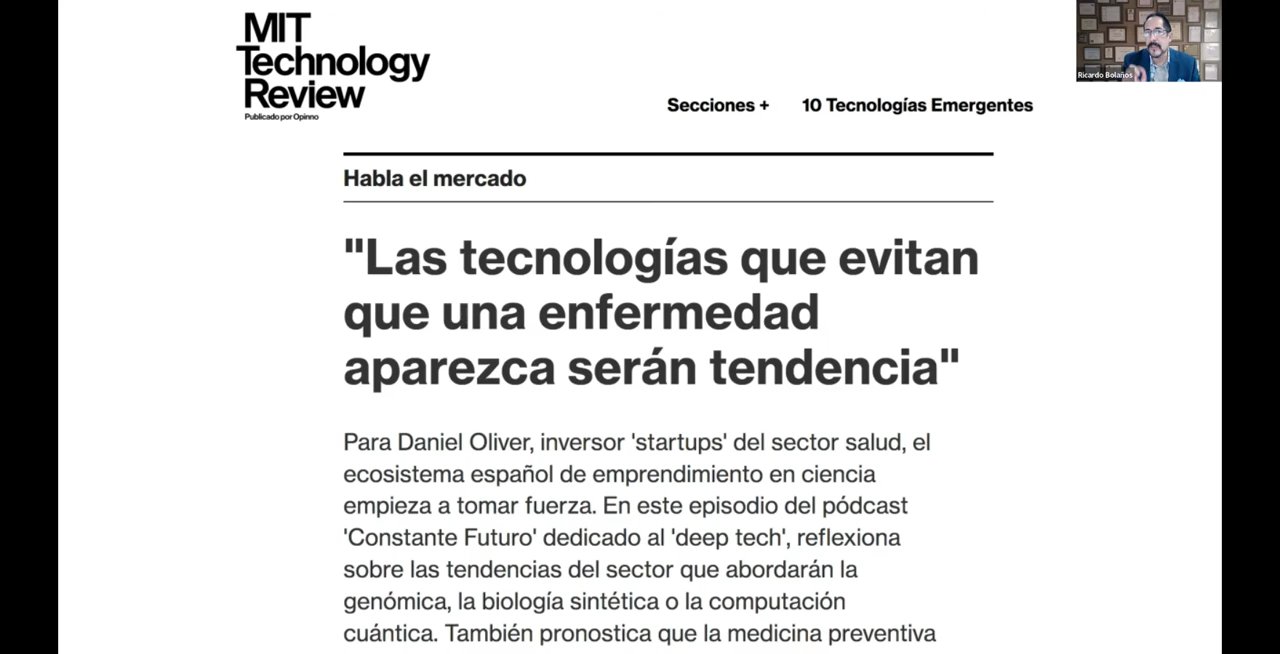 MIT
Technology
Review
Publicado por Opinno
Secciones +
10 Tecnologías Emergentes
Ricardo Bolaños
Habla el mercado
"Las tecnologías que evitan
que una enfermedad
aparezca serán tendencia"
Para Daniel Oliver, inversor 'startups' del sector salud, el
ecosistema español de emprendimiento en ciencia
empieza a tomar fuerza. En este episodio del pódcast
'Constante Futuro' dedicado al 'deep tech', reflexiona
sobre las tendencias del sector que abordarán la
genómica, la biología sintética o la computación
cuántica. También pronostica que la medicina preventiva